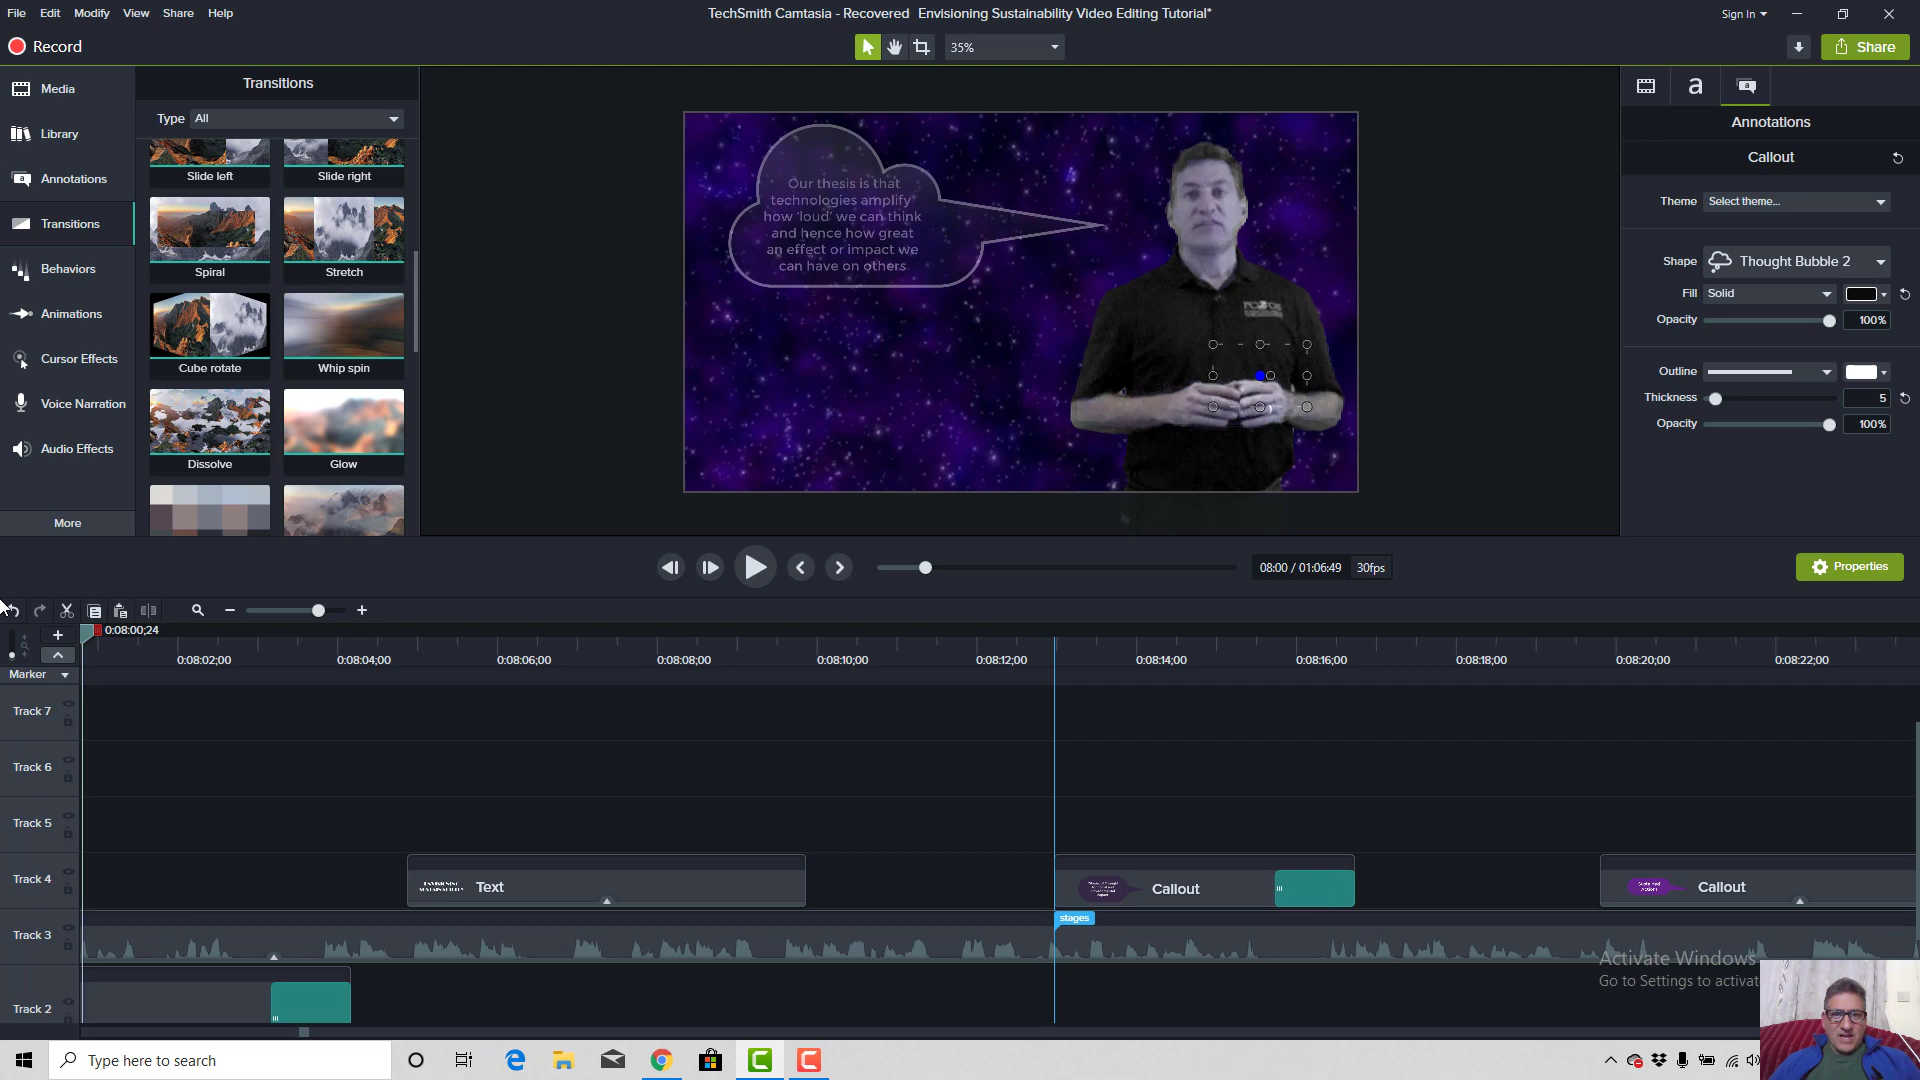 File Edit Modify View Share Help
TechSmith Camtasia - Recovered Envisioning Sustainability Video Editing Tutorial*
Sign In
Record
35%
Share
Media
Library
Annotations
Transitions
Behaviors
Animations
Cursor Effects
Voice Narration
Audio Effects
More
Transitions
Type All
Slide left Slide right
Spiral Stretch
Cube rotate Whip spin
Dissolve Glow
Our thesis is that
technologies amplify
how 'loud' we can think
and hence how great
an effect or impact we
can have on others
a
Annotations
Callout
Theme Select theme...
Shape Thought Bubble 2
Fill Solid
Opacity 100%
Outline
Thickness 5
Opacity 100%
08:00 / 01:06:49 30fps
Properties
0:08:00;24
0:08:02;00 0:08:04;00 0:08:06;00 0:08:08;00 0:08:10;00 0:08:12;00 0:08:14;00 0:08:16;00 0:08:18;00 0:08:20;00 0:08:22;00
Marker
Track 7
Track 6
Track 5
Track 4
ENVISIONING
SUSTAINABILITY
Text
Callout
Sustained
Actions
Callout
Track 3
stages
Track 2
Activate Windows
Go to Settings to activat
Type here to search